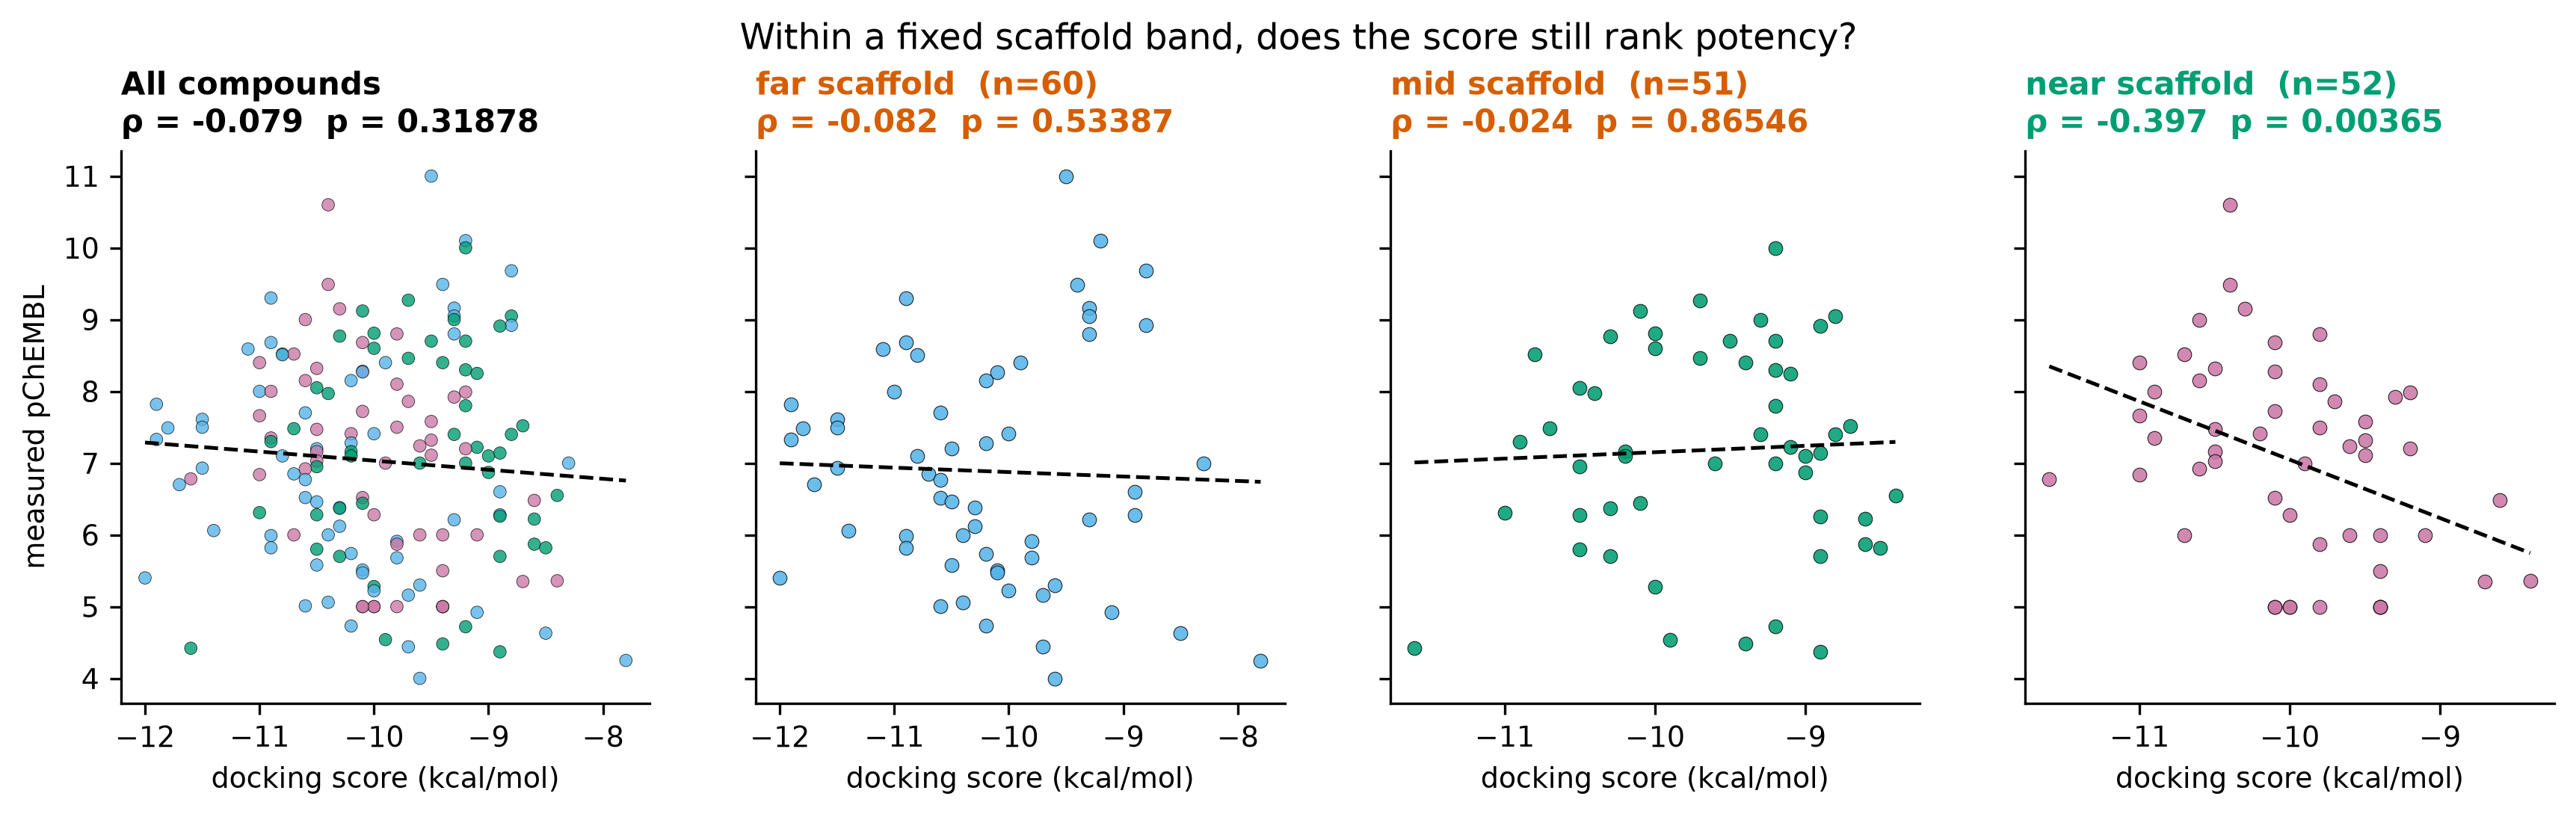 Within a fixed scaffold band, does the score still rank potency?
All compounds
ρ = -0.079 p = 0.31878
far scaffold (n=60)
ρ = -0.082 p = 0.53387
mid scaffold (n=51)
ρ = -0.024 p = 0.86546
near scaffold (n=52)
ρ = -0.397 p = 0.00365
measured pChEMBL
11
10
9
8
7
6
5
4
−12 −11 −10 −9 −8
docking score (kcal/mol)
−12 −11 −10 −9 −8
docking score (kcal/mol)
−11 −10 −9
docking score (kcal/mol)
−11 −10 −9
docking score (kcal/mol)